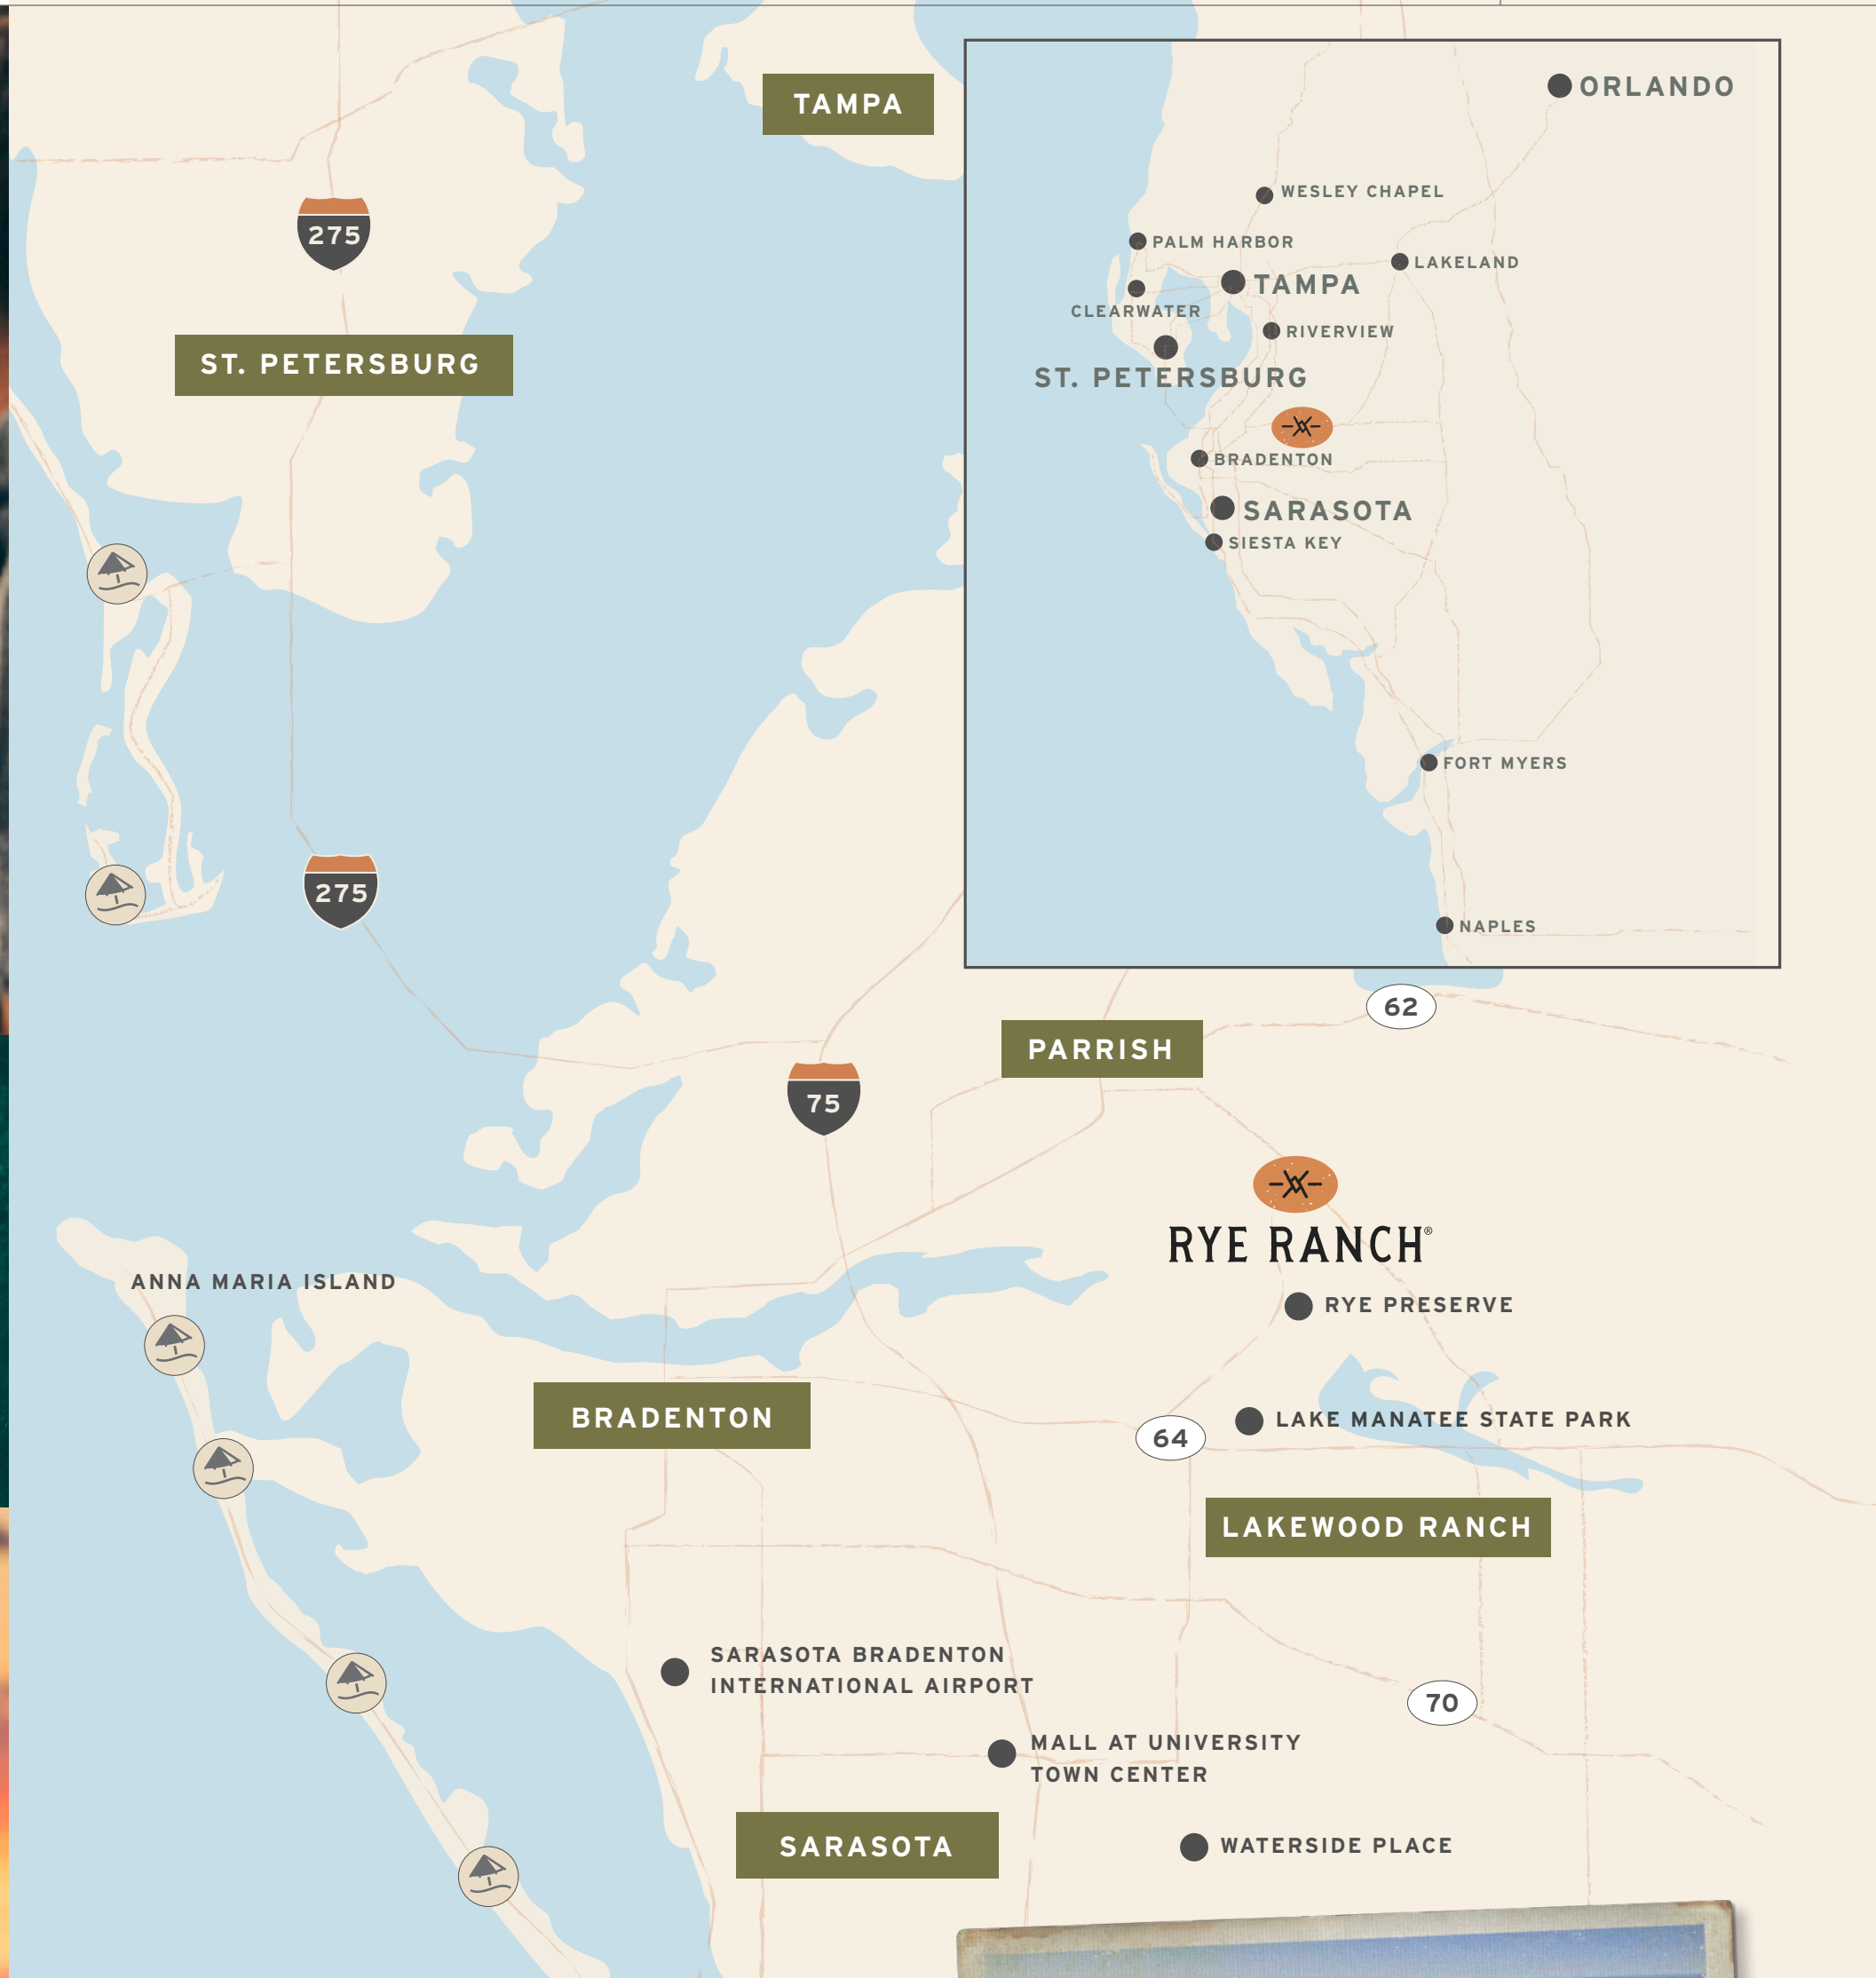 TAMPA
275
ST. PETERSBURG
ORLANDO
WESLEY CHAPEL
PALM HARBOR
LAKELAND
TAMPA
CLEARWATER
RIVERVIEW
ST. PETERSBURG
BRADENTON
SARASOTA
SIESTA KEY
FORT MYERS
NAPLES
275
62
PARRISH
75
RYE RANCH®
ANNA MARIA ISLAND
RYE PRESERVE
BRADENTON
64
LAKE MANATEE STATE PARK
LAKEWOOD RANCH
SARASOTA BRADENTON
INTERNATIONAL AIRPORT
70
MALL AT UNIVERSITY
TOWN CENTER
SARASOTA
WATERSIDE PLACE